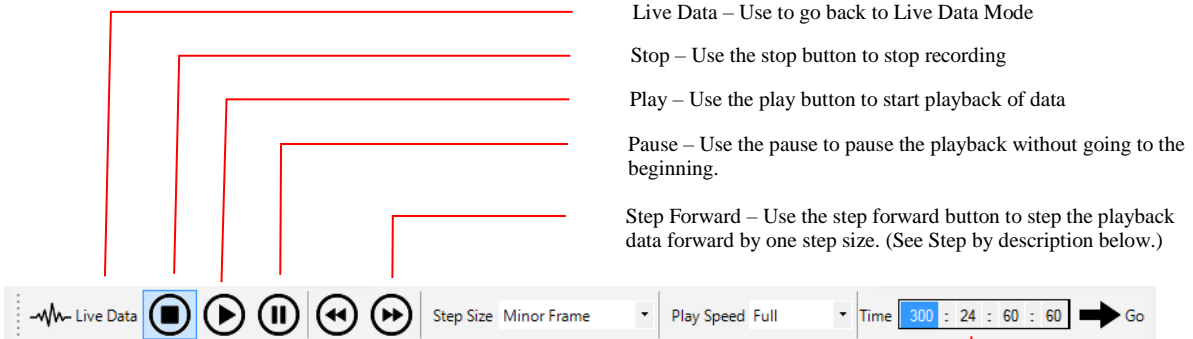 Live Data – Use to go back to Live Data Mode
Stop – Use the stop button to stop recording
Play – Use the play button to start playback of data
Pause – Use the pause to pause the playback without going to the
beginning.
Step Forward – Use the step forward button to step the playback
data forward by one step size. (See Step by description below.)
Live Data Step Size Minor Frame Play Speed Full Time 300 : 24 : 60 : 60 Go